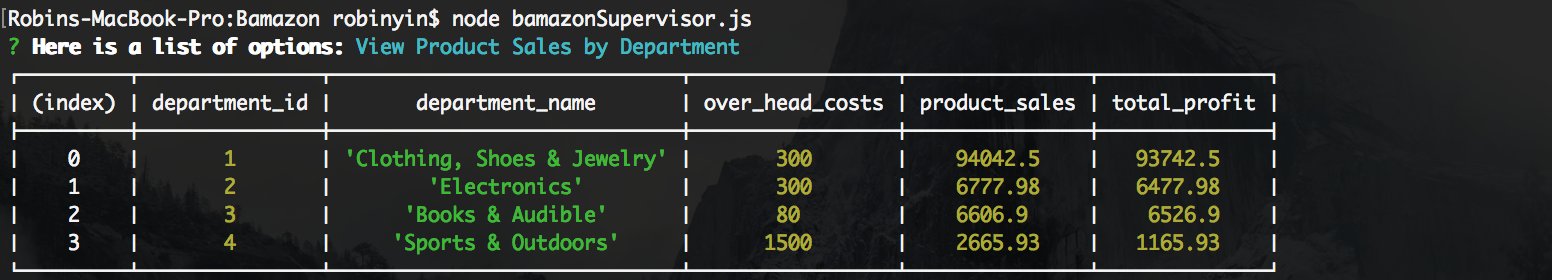 [Robins-MacBook-Pro:Bamazon robinyin$ node bamazonSupervisor.js
? Here is a list of options: View Product Sales by Department
(index) department_id department_name over_head_costs product_sales total_profit
0 1 'Clothing, Shoes & Jewelry' 300 94042.5 93742.5
1 2 'Electronics' 300 6777.98 6477.98
2 3 'Books & Audible' 80 6606.9 6526.9
3 4 'Sports & Outdoors' 1500 2665.93 1165.93